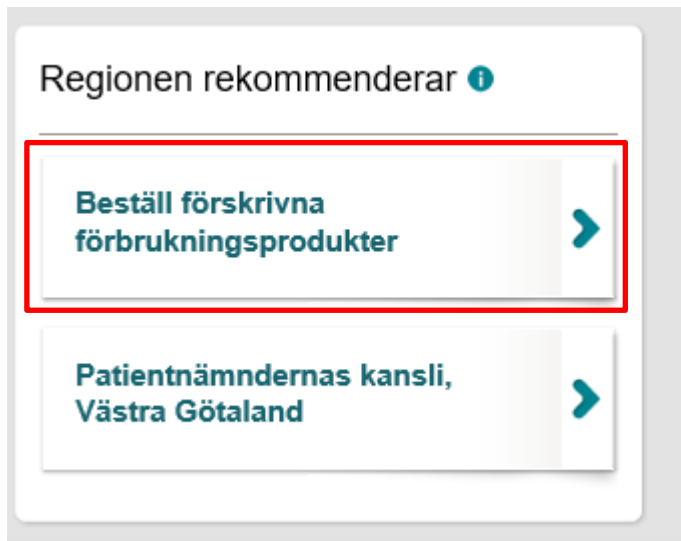 Regionen rekommenderar
Beställ förskrivna
förbrukningsprodukter
Patientnämndernas kansli,
Västra Götaland